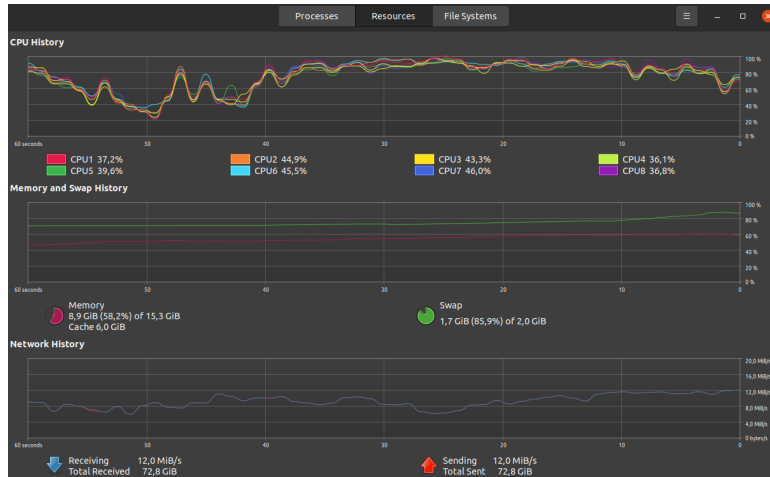 Processes Resources File Systems
CPU History
100 %
80 %
60 %
40 %
20 %
0 %
60 seconds 50 40 30 20 10 0
CPU1 37,2% CPU2 44,9% CPU3 43,3% CPU4 36,1%
CPU5 39,6% CPU6 45,5% CPU7 46,0% CPU8 36,8%
Memory and Swap History
100 %
80 %
60 %
40 %
20 %
0 %
60 seconds 50 40 30 20 10 0
Memory Swap
8,9 GiB (58,2%) of 15,3 GiB 1,7 GiB (85,9%) of 2,0 GiB
Cache 6,0 GiB
Network History
20,0 MiB/s
16,0 MiB/s
12,0 MiB/s
8,0 MiB/s
4,0 MiB/s
0 bytes/s
60 seconds 50 40 30 20 10 0
Receiving 12,0 MiB/s Sending 12,0 MiB/s
Total Received 72,8 GiB Total Sent 72,8 GiB